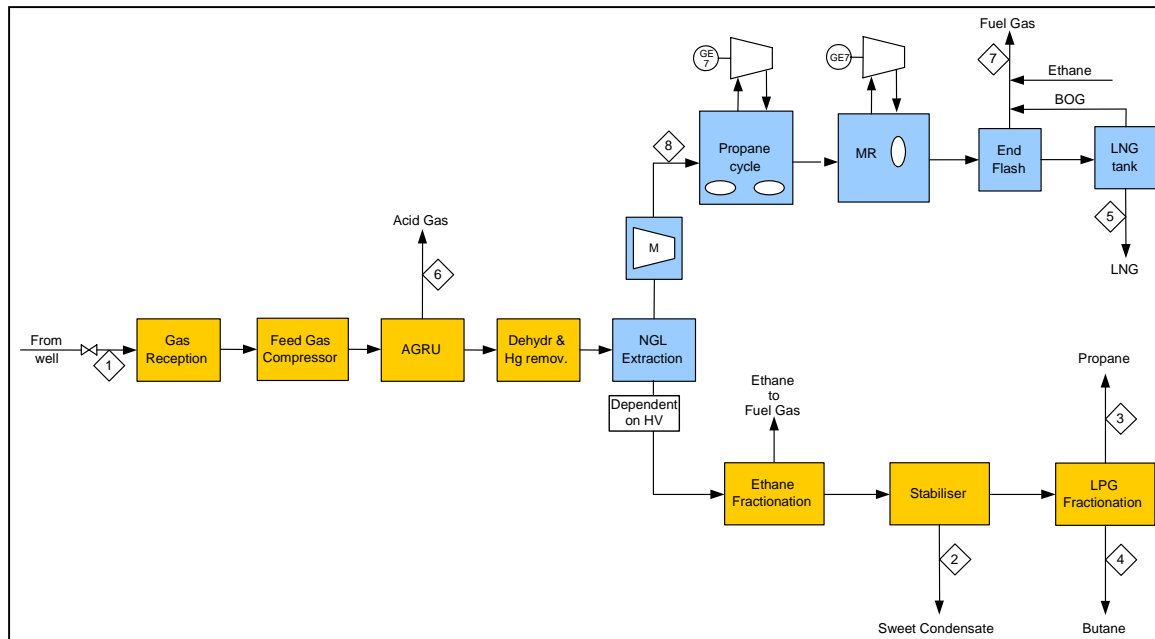 Fuel Gas
7
Ethane
BOG
GE
7
GE7
8
Propane
cycle
MR
End
Flash
LNG
tank
5
LNG
Acid Gas
6
M
From
well
1
Gas
Reception
Feed Gas
Compressor
AGRU
Dehydr &
Hg remov.
NGL
Extraction
Dependent
on HV
Ethane
to
Fuel Gas
Propane
3
Ethane
Fractionation
Stabiliser
LPG
Fractionation
2
4
Sweet Condensate
Butane